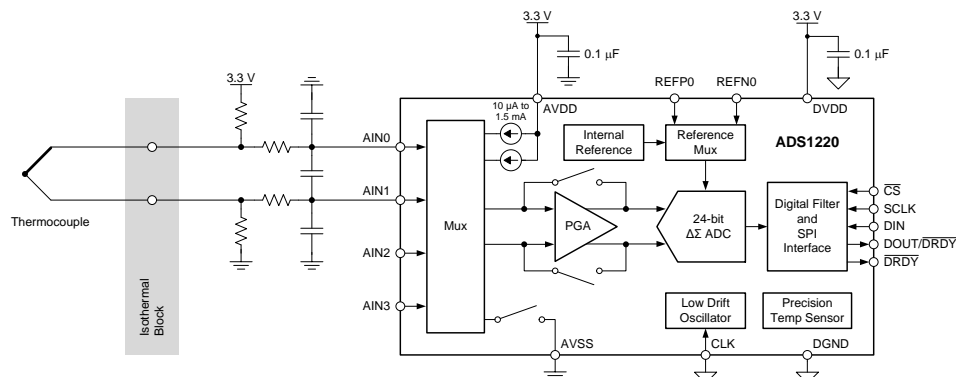 3.3 V
3.3 V
0.1 μF
0.1 μF
3.3 V
REFP0
REFN0
AVDD
DVDD
10 μA to
1.5 mA
Internal
Reference
Reference
Mux
ADS1220
AIN0
AIN1
AIN2
AIN3
Mux
PGA
24-bit
ΔΣ ADC
Digital Filter
and
SPI
Interface
CS
SCLK
DIN
DOUT/DRDY
DRDY
Thermocouple
Isothermal
Block
Low Drift
Oscillator
Precision
Temp Sensor
AVSS
CLK
DGND